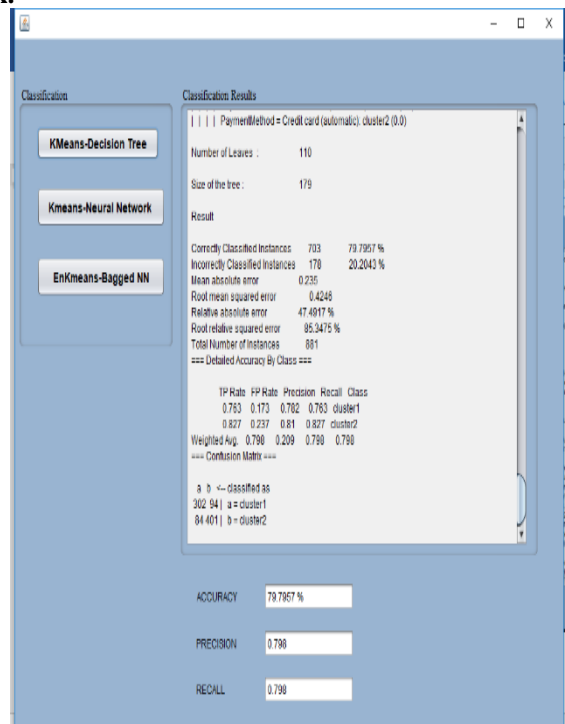 X
Classification
Classification Results
KMeans-Decision Tree
Kmeans-Neural Network
EnKmeans-Bagged NN
| | | | PaymentMethod = Credit card (automatic): cluster2 (0.0)
Number of Leaves : 110
Size of the tree : 179
Result
Correctly Classified Instances 703 79.7957 %
Incorrectly Classified Instances 178 20.2043 %
Mean absolute error 0.235
Root mean squared error 0.4246
Relative absolute error 47.4917 %
Root relative squared error 85.3475 %
Total Number of Instances 881
=== Detailed Accuracy By Class ===
TP Rate FP Rate Precision Recall Class
0.763 0.173 0.782 0.763 cluster1
0.827 0.237 0.81 0.827 cluster2
Weighted Avg. 0.798 0.209 0.798 0.798
=== Confusion Matrix ===
a b <-- classified as
302 94 | a = cluster1
84 401 | b = cluster2
ACCURACY 79.7957 %
PRECISION 0.798
RECALL 0.798